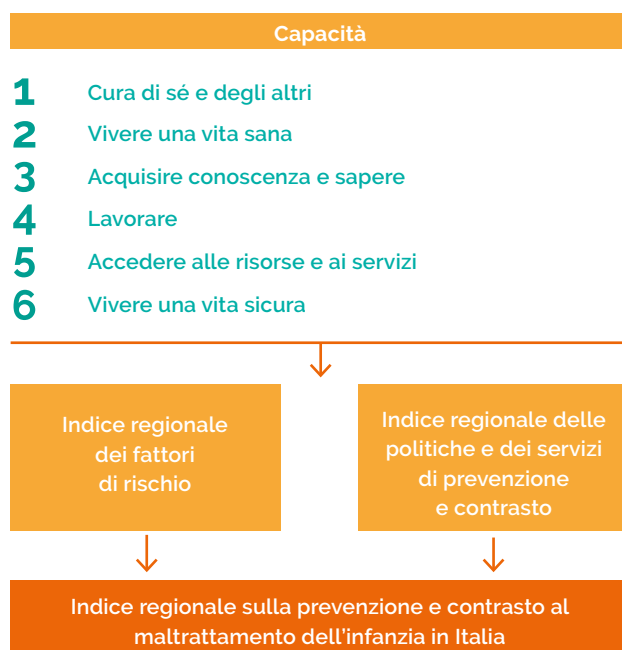 Capacità
1 Cura di sé e degli altri
2 Vivere una vita sana
3 Acquisire conoscenza e sapere
4 Lavorare
5 Accedere alle risorse e ai servizi
6 Vivere una vita sicura
Indice regionale
dei fattori
di rischio
Indice regionale delle
politiche e dei servizi
di prevenzione
e contrasto
Indice regionale sulla prevenzione e contrasto al
maltrattamento dell'infanzia in Italia